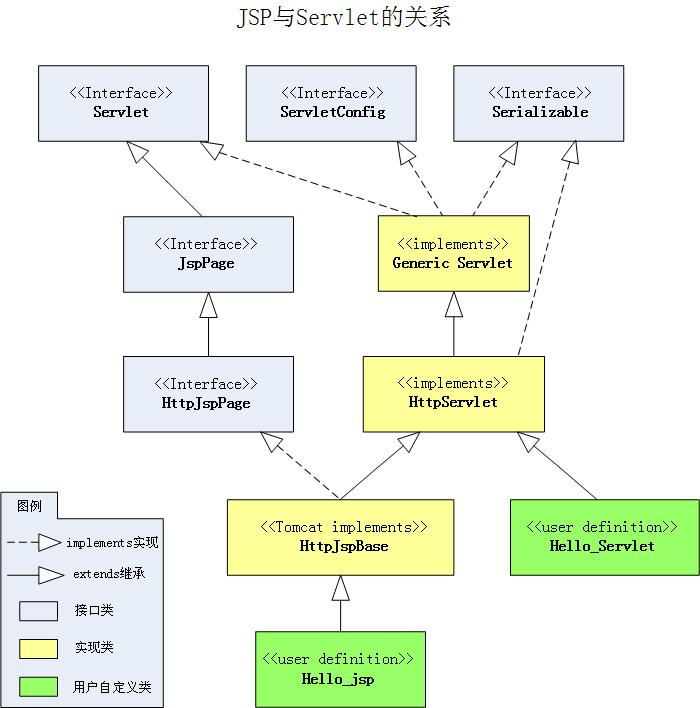 JSP与Servlet的关系
<<Interface>>
Servlet
<<Interface>>
ServletConfig
<<Interface>>
Serializable
<<Interface>>
JspPage
<<implements>>
Generic Servlet
<<Interface>>
HttpJspPage
<<implements>>
HttpServlet
<<Tomcat implements>>
HttpJspBase
<<user definition>>
Hello_Servlet
<<user definition>>
Hello_jsp
图例
implements实现
extends继承
接口类
实现类
用户自定义类